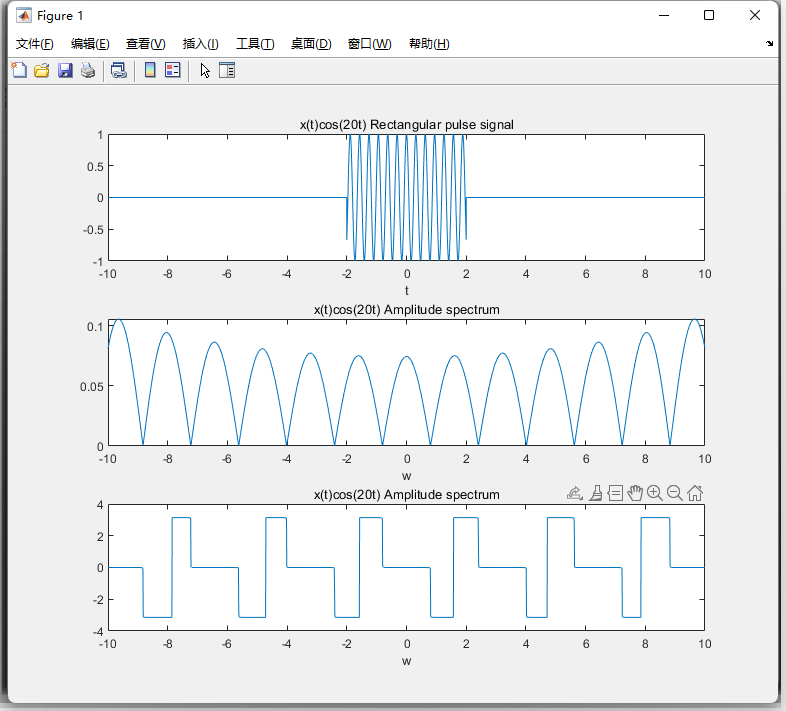 Figure 1
文件(F) 编辑(E) 查看(V) 插入(I) 工具(T) 桌面(D) 窗口(W) 帮助(H)
x(t)cos(20t) Rectangular pulse signal
1
0.5
0
-0.5
-1
-10 -8 -6 -4 -2 0 2 4 6 8 10
t
x(t)cos(20t) Amplitude spectrum
0.1
0.05
0
-10 -8 -6 -4 -2 0 2 4 6 8 10
w
x(t)cos(20t) Amplitude spectrum
4
2
0
-2
-4
-10 -8 -6 -4 -2 0 2 4 6 8 10
w